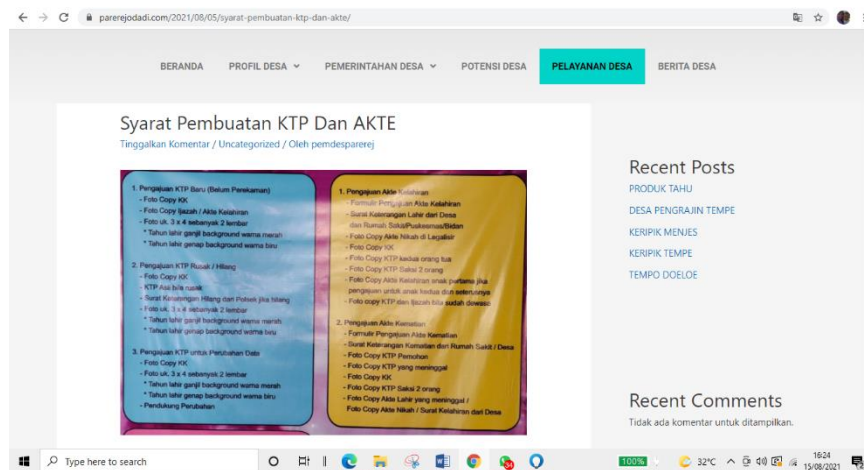 parerejodadi.com/2021/08/05/syarat-pembuatan-ktp-dan-akte/
BERANDA PROFIL DESA PEMERINTAHAN DESA POTENSI DESA PELAYANAN DESA BERITA DESA
Syarat Pembuatan KTP Dan AKTE
Tinggalkan Komentar / Uncategorized / Oleh pemdesparerej
1. Pengajuan KTP Baru (Belum Perekaman)
- Foto Copy KK
- Foto Copy Ijazah / Akte Kelahiran
- Foto uk. 3 x 4 sebanyak 2 lembar
* Tahun lahir ganjil background warna merah
* Tahun lahir genap background warna biru
2. Pengajuan KTP Rusak / Hilang
- Foto Copy KK
- KTP Asli bila rusak
- Surat Keterangan Hilang dari Polsek jika hilang
- Foto uk. 3 x 4 sebanyak 2 lembar
* Tahun lahir ganjil background warna merah
* Tahun lahir genap background warna biru
3. Pengajuan KTP untuk Perubahan Data
- Foto Copy KK
- Foto uk. 3 x 4 sebanyak 2 lembar
* Tahun lahir ganjil background warna merah
* Tahun lahir genap background warna biru
- Pendukung Perubahan
1. Pengajuan Akte Kelahiran
- Formulir Pengajuan Akte Kelahiran
- Surat Keterangan Lahir dari Desa
dan Rumah Sakit/Puskesmas/Bidan
- Foto Copy Akte Nikah di Legalisir
- Foto Copy KK
- Foto Copy KTP kedua orang tua
- Foto Copy KTP Saksi 2 orang
- Foto Copy Akte Kelahiran anak pertama jika
pengajuan untuk anak kedua dan seterusnya
- Foto copy KTP dan Ijazah bila sudah dewasa
2. Pengajuan Akte Kematian
- Formulir Pengajuan Akte Kematian
- Surat Keterangan Kematian dari Rumah Sakit / Desa
- Foto Copy KTP Pemohon
- Foto Copy KTP yang meninggal
- Foto Copy KK
- Foto Copy KTP Saksi 2 orang
- Foto Copy Akte Lahir yang meninggal /
Foto Copy Akte Nikah / Surat Kelahiran dari Desa
Recent Posts
PRODUK TAHU
DESA PENGRAJIN TEMPE
KERIPIK MENJES
KERIPIK TEMPE
TEMPO DOELOE
Recent Comments
Tidak ada komentar untuk ditampilkan.
Type here to search
100%
32°C
16:24
15/08/2021